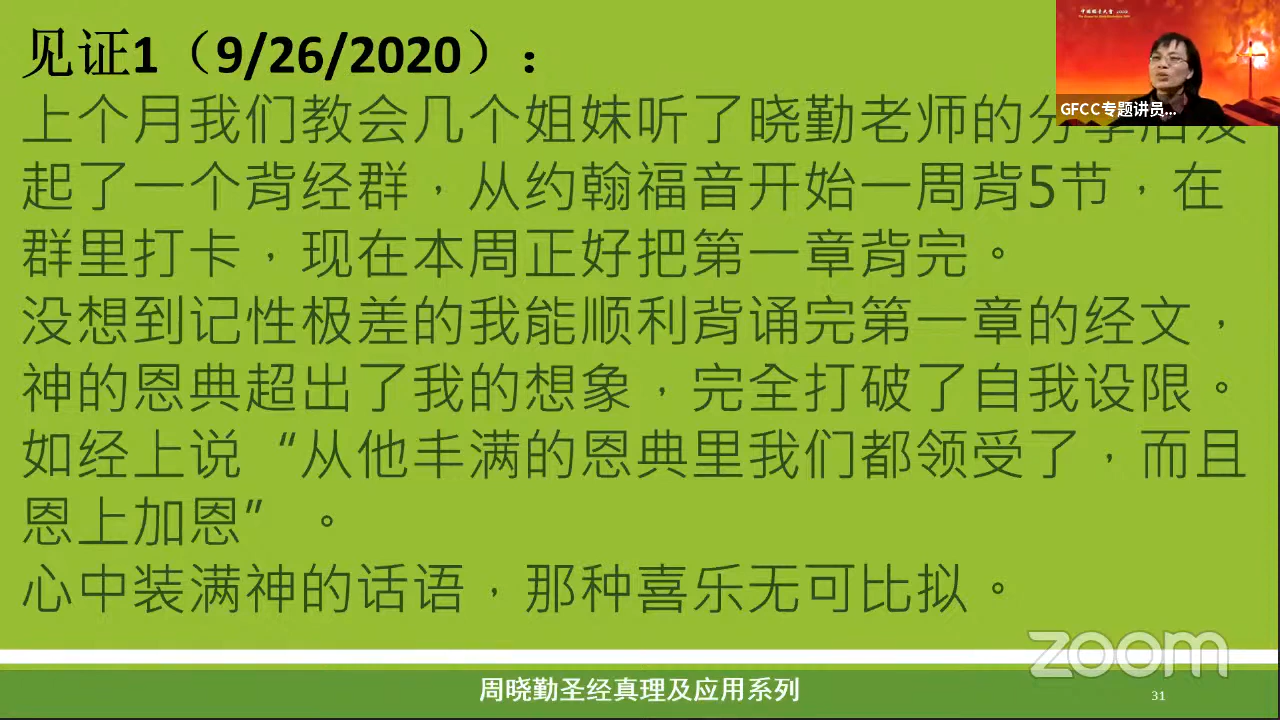 见证1（9/26/2020）：
上个月我们教会几个姐妹听了晓勤老师的分享后发
起了一个背经群，从约翰福音开始一周背5节，在
群里打卡，现在本周正好把第一章背完。
没想到记性极差的我能顺利背诵完第一章的经文，
神的恩典超出了我的想象，完全打破了自我设限。
如经上说“从他丰满的恩典里我们都领受了，而且
恩上加恩” 。
心中装满神的话语，那种喜乐无可比拟。
GFCC专题讲员...
zoom
周晓勤圣经真理及应用系列
31